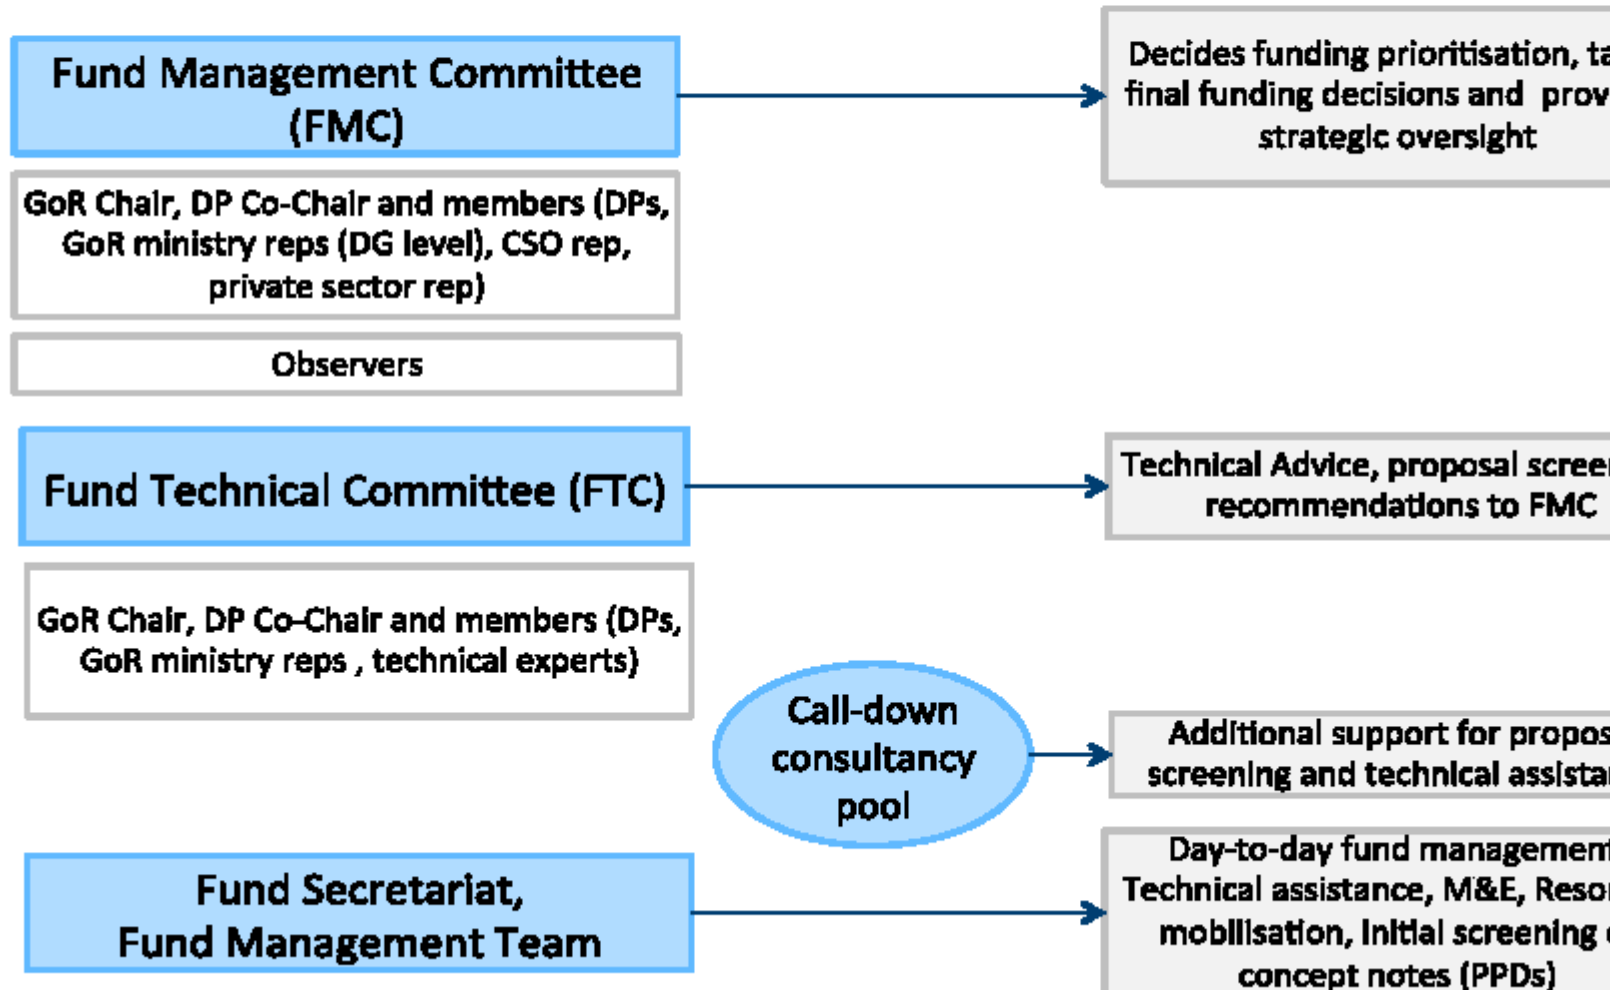 Fund Management Committee
(FMC)
Decides funding prioritisation,
final funding decisions and
strategic oversight
GoR Chair, DP Co-Chair and members (DPs,
GoR ministry reps (DG level), CSO rep,
private sector rep)
Observers
Fund Technical Committee (FTC)
Technical Advice, proposal
recommendations to FMC
GoR Chair, DP Co-Chair and members (DPs,
GoR ministry reps , technical experts)
Call-down
consultancy
pool
Additional support for
screening and technical
Fund Secretariat,
Fund Management Team
Day-to-day fund management
Technical assistance, M&E,
mobilisation, Initial screening
concept notes (PPDs)